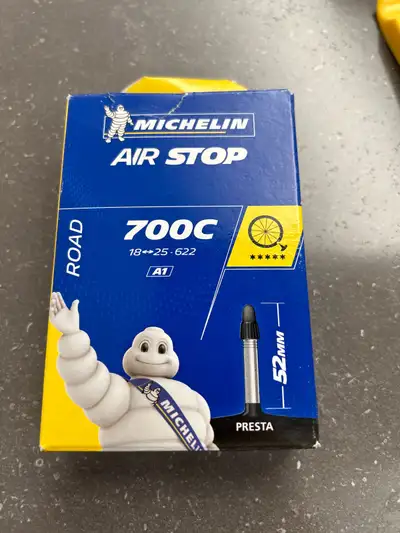 MICHELIN
AIR STOP
ROAD
700C
18↔25-622
A1
*****
52MM
MICHELIN
PRESTA